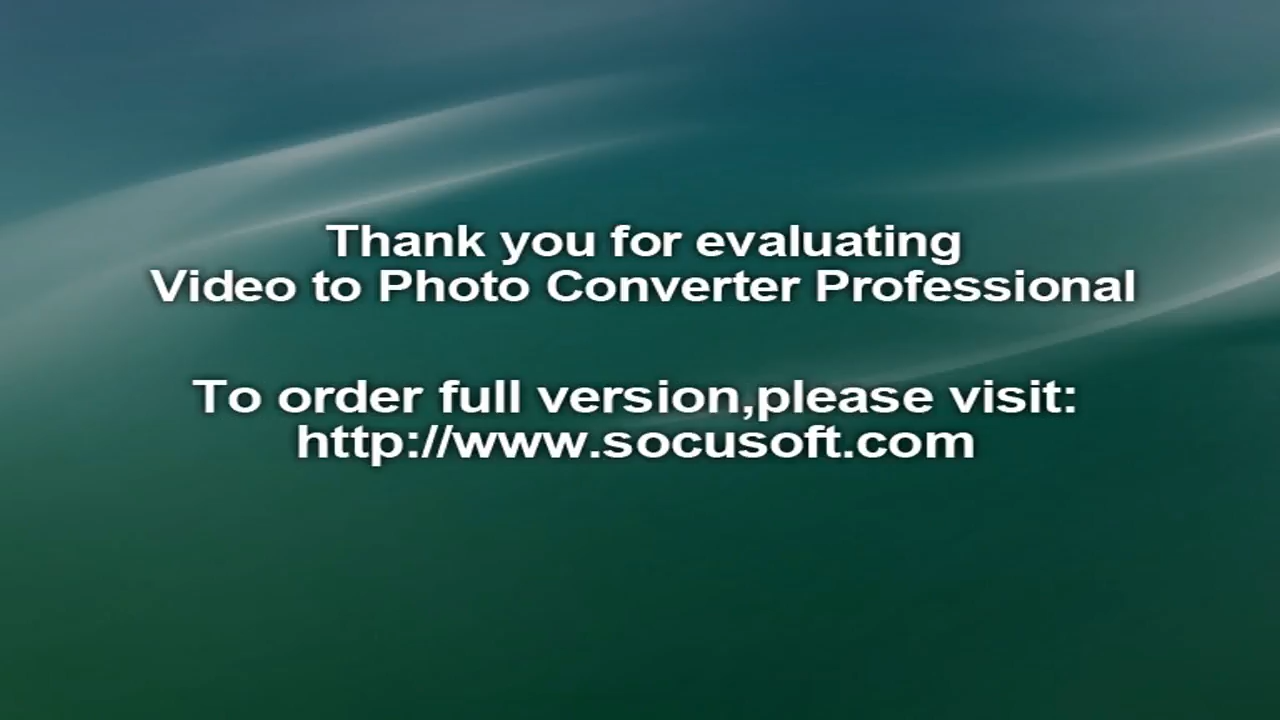 Thank you for evaluating
Video to Photo Converter Professional
To order full version,please visit:
http://www.socusoft.com